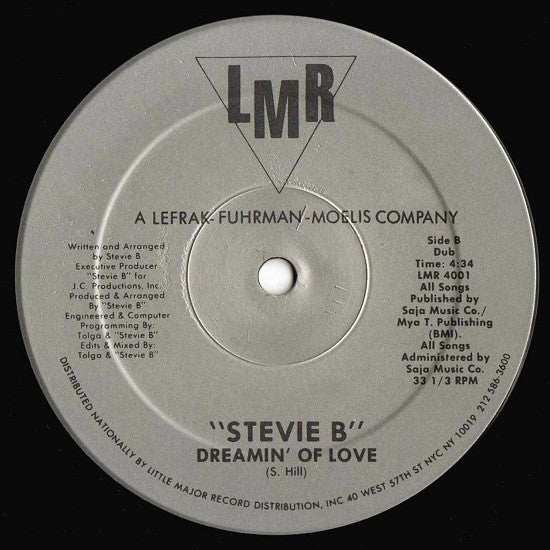 LMR
A LEFRAK-FUHRMAN-MOELIS COMPANY
Written and Arranged
by Stevie B
Executive Producer
"Stevie B" for
J.C. Productions, Inc.
Produced & Arranged
By "Stevie B"
Engineered & Computer
Programming By:
Tolga & "Stevie B"
Edits & Mixed By:
Tolga & "Stevie B"
Side B
Dub
Time: 4:34
LMR 4001
All Songs
Published by
Saja Music Co./
Mya T. Publishing
(BMI).
All Songs
Administered by
Saja Music Co.
33 1/3 RPM
"STEVIE B"
DREAMIN' OF LOVE
(S. Hill)
DISTRIBUTED NATIONALLY BY LITTLE MAJOR RECORD DISTRIBUTION, INC 40 WEST 57TH ST NYC NY 10019 212 586-3600